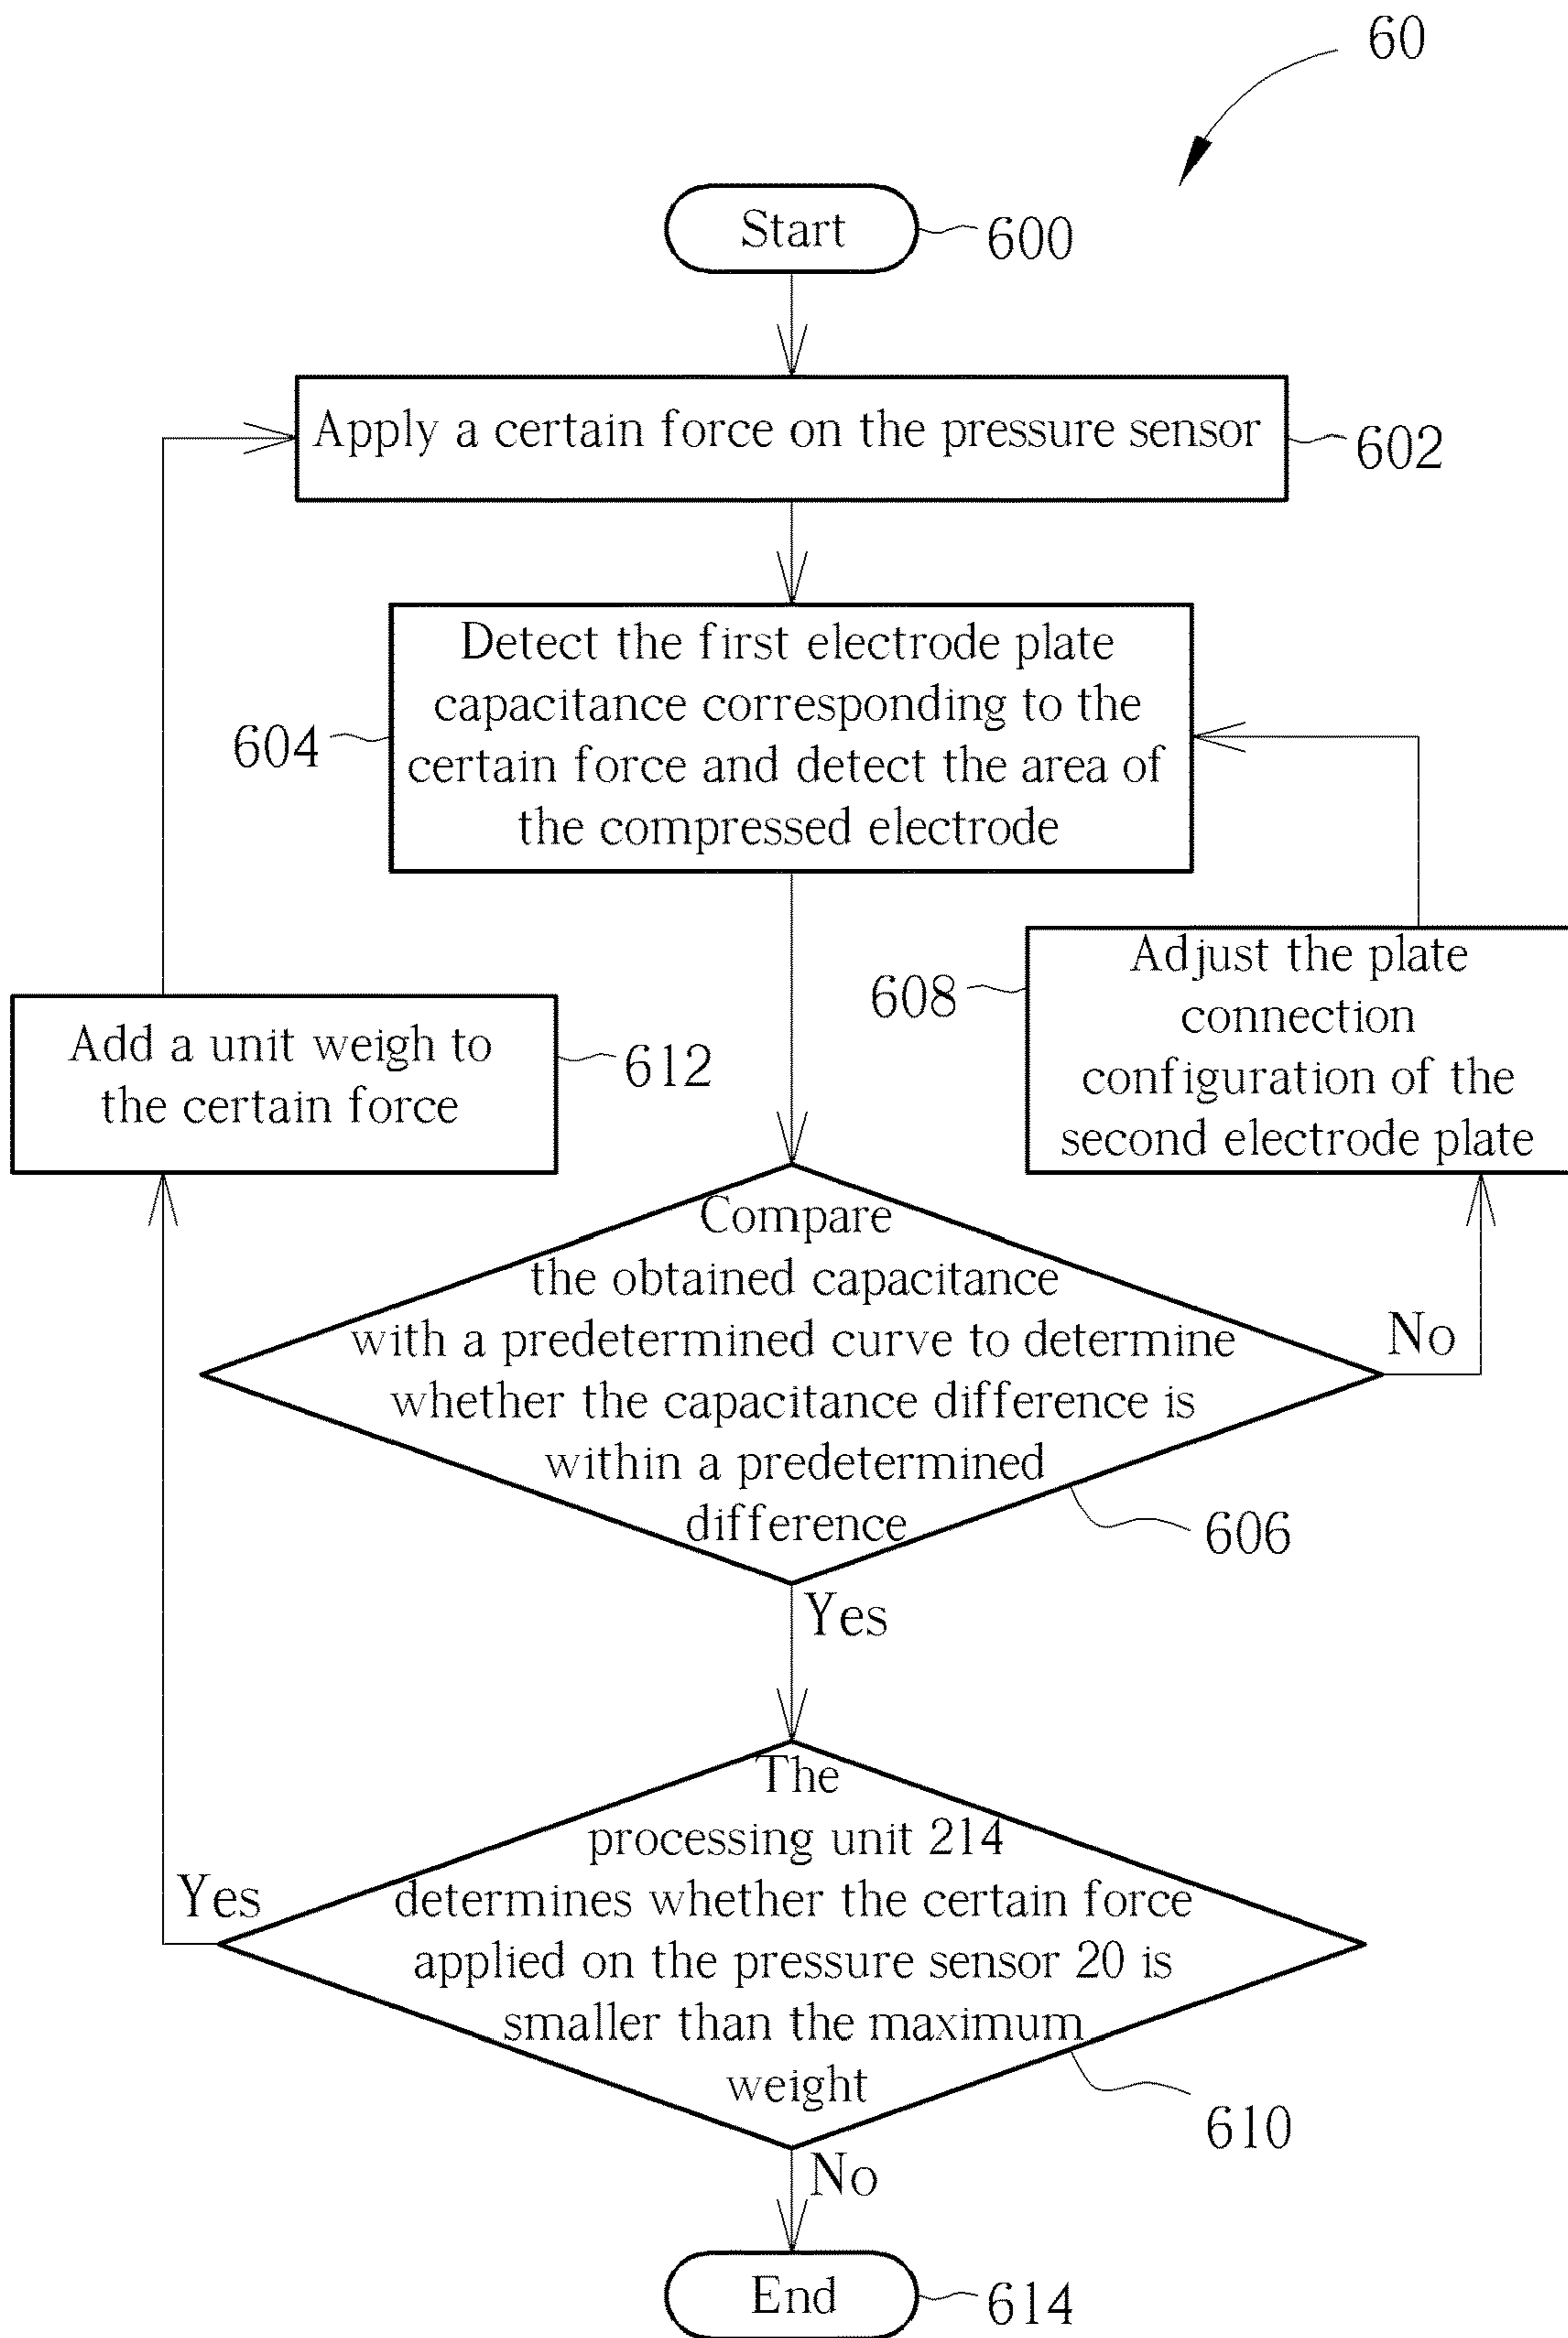 60
Start
600
Apply a certain force on the pressure sensor
602
Detect the first electrode plate
capacitance corresponding to the
certain force and detect the area of
the compressed electrode
604
Adjust the plate
connection
configuration of the
second electrode plate
608
Add a unit weigh to
the certain force
612
Compare
the obtained capacitance
with a predetermined curve to determine
whether the capacitance difference is
within a predetermined
difference
No
606
Yes
The
processing unit 214
determines whether the certain force
applied on the pressure sensor 20 is
smaller than the maximum
weight
Yes
610
No
End
614